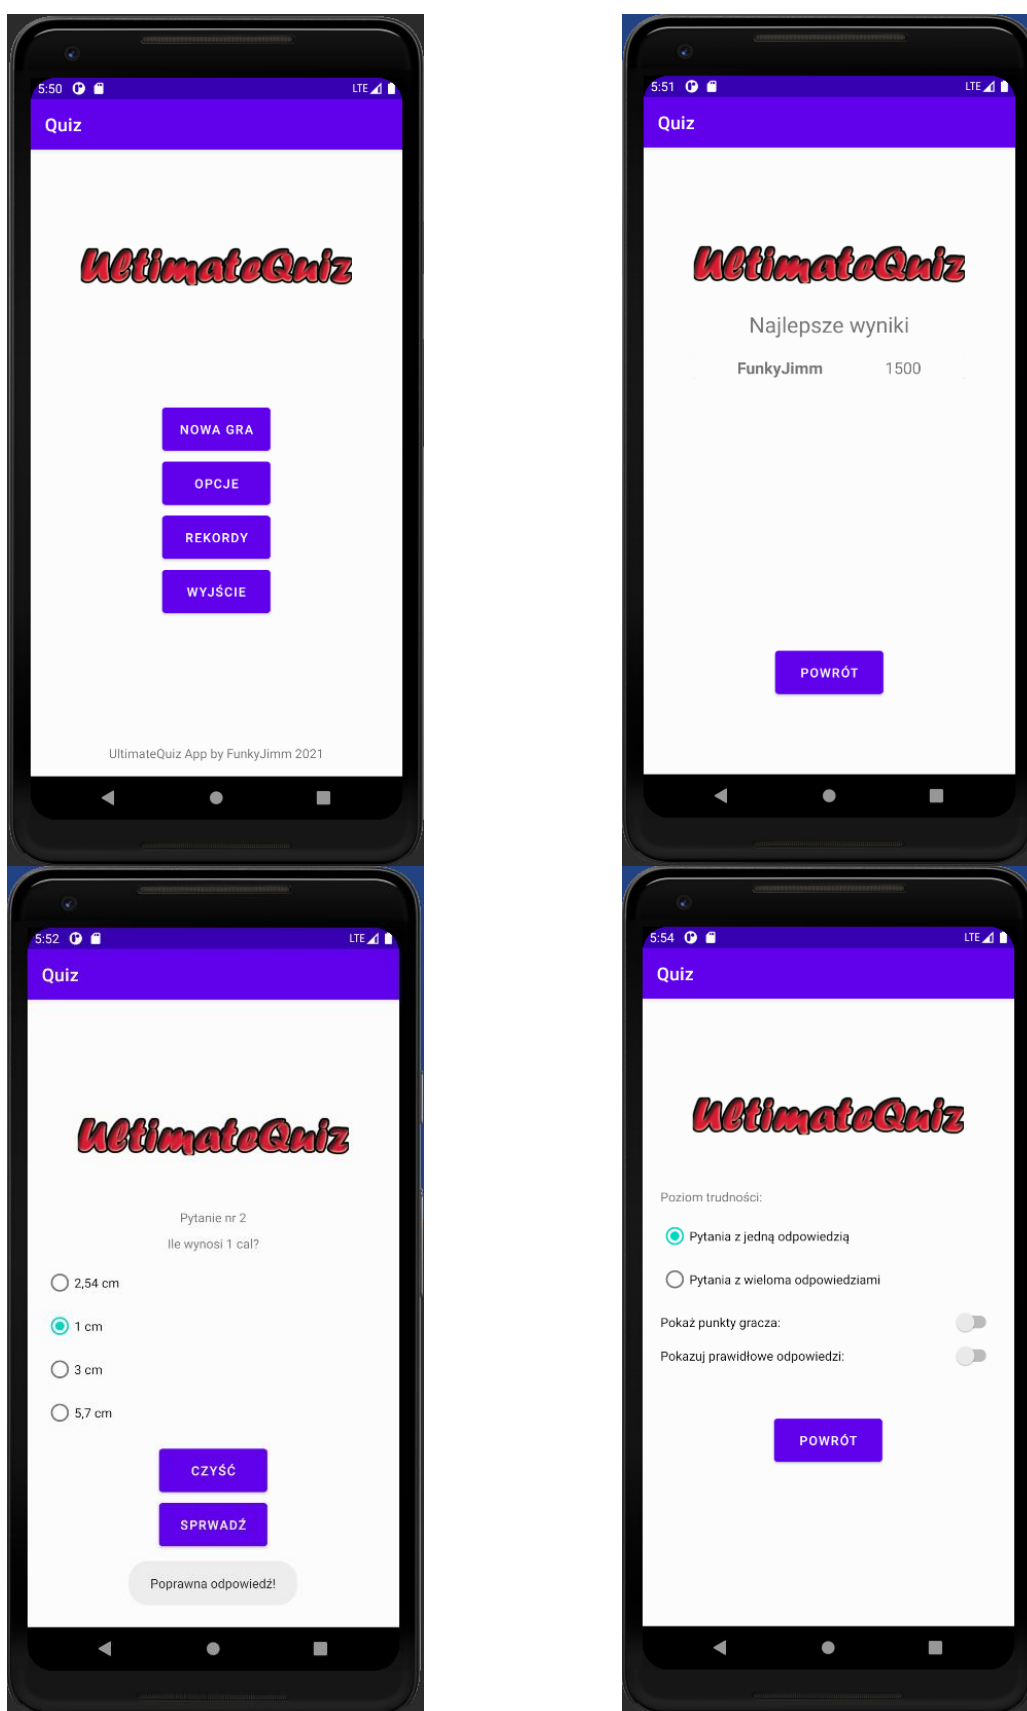 5:50
LTE
Quiz
UltimateQuiz
NOWA GRA
OPCJE
REKORDY
WYJŚCIE
UltimateQuiz App by FunkyJimm 2021
5:51
LTE
Quiz
UltimateQuiz
Najlepsze wyniki
FunkyJimm 1500
POWRÓT
5:52
LTE
Quiz
UltimateQuiz
Pytanie nr 2
Ile wynosi 1 cal?
2,54 cm
1 cm
3 cm
5,7 cm
CZYŚĆ
SPRWADŹ
Poprawna odpowiedź!
5:54
LTE
Quiz
UltimateQuiz
Poziom trudności:
Pytania z jedną odpowiedzią
Pytania z wieloma odpowiedziami
Pokaż punkty gracza:
Pokazuj prawidłowe odpowiedzi:
POWRÓT